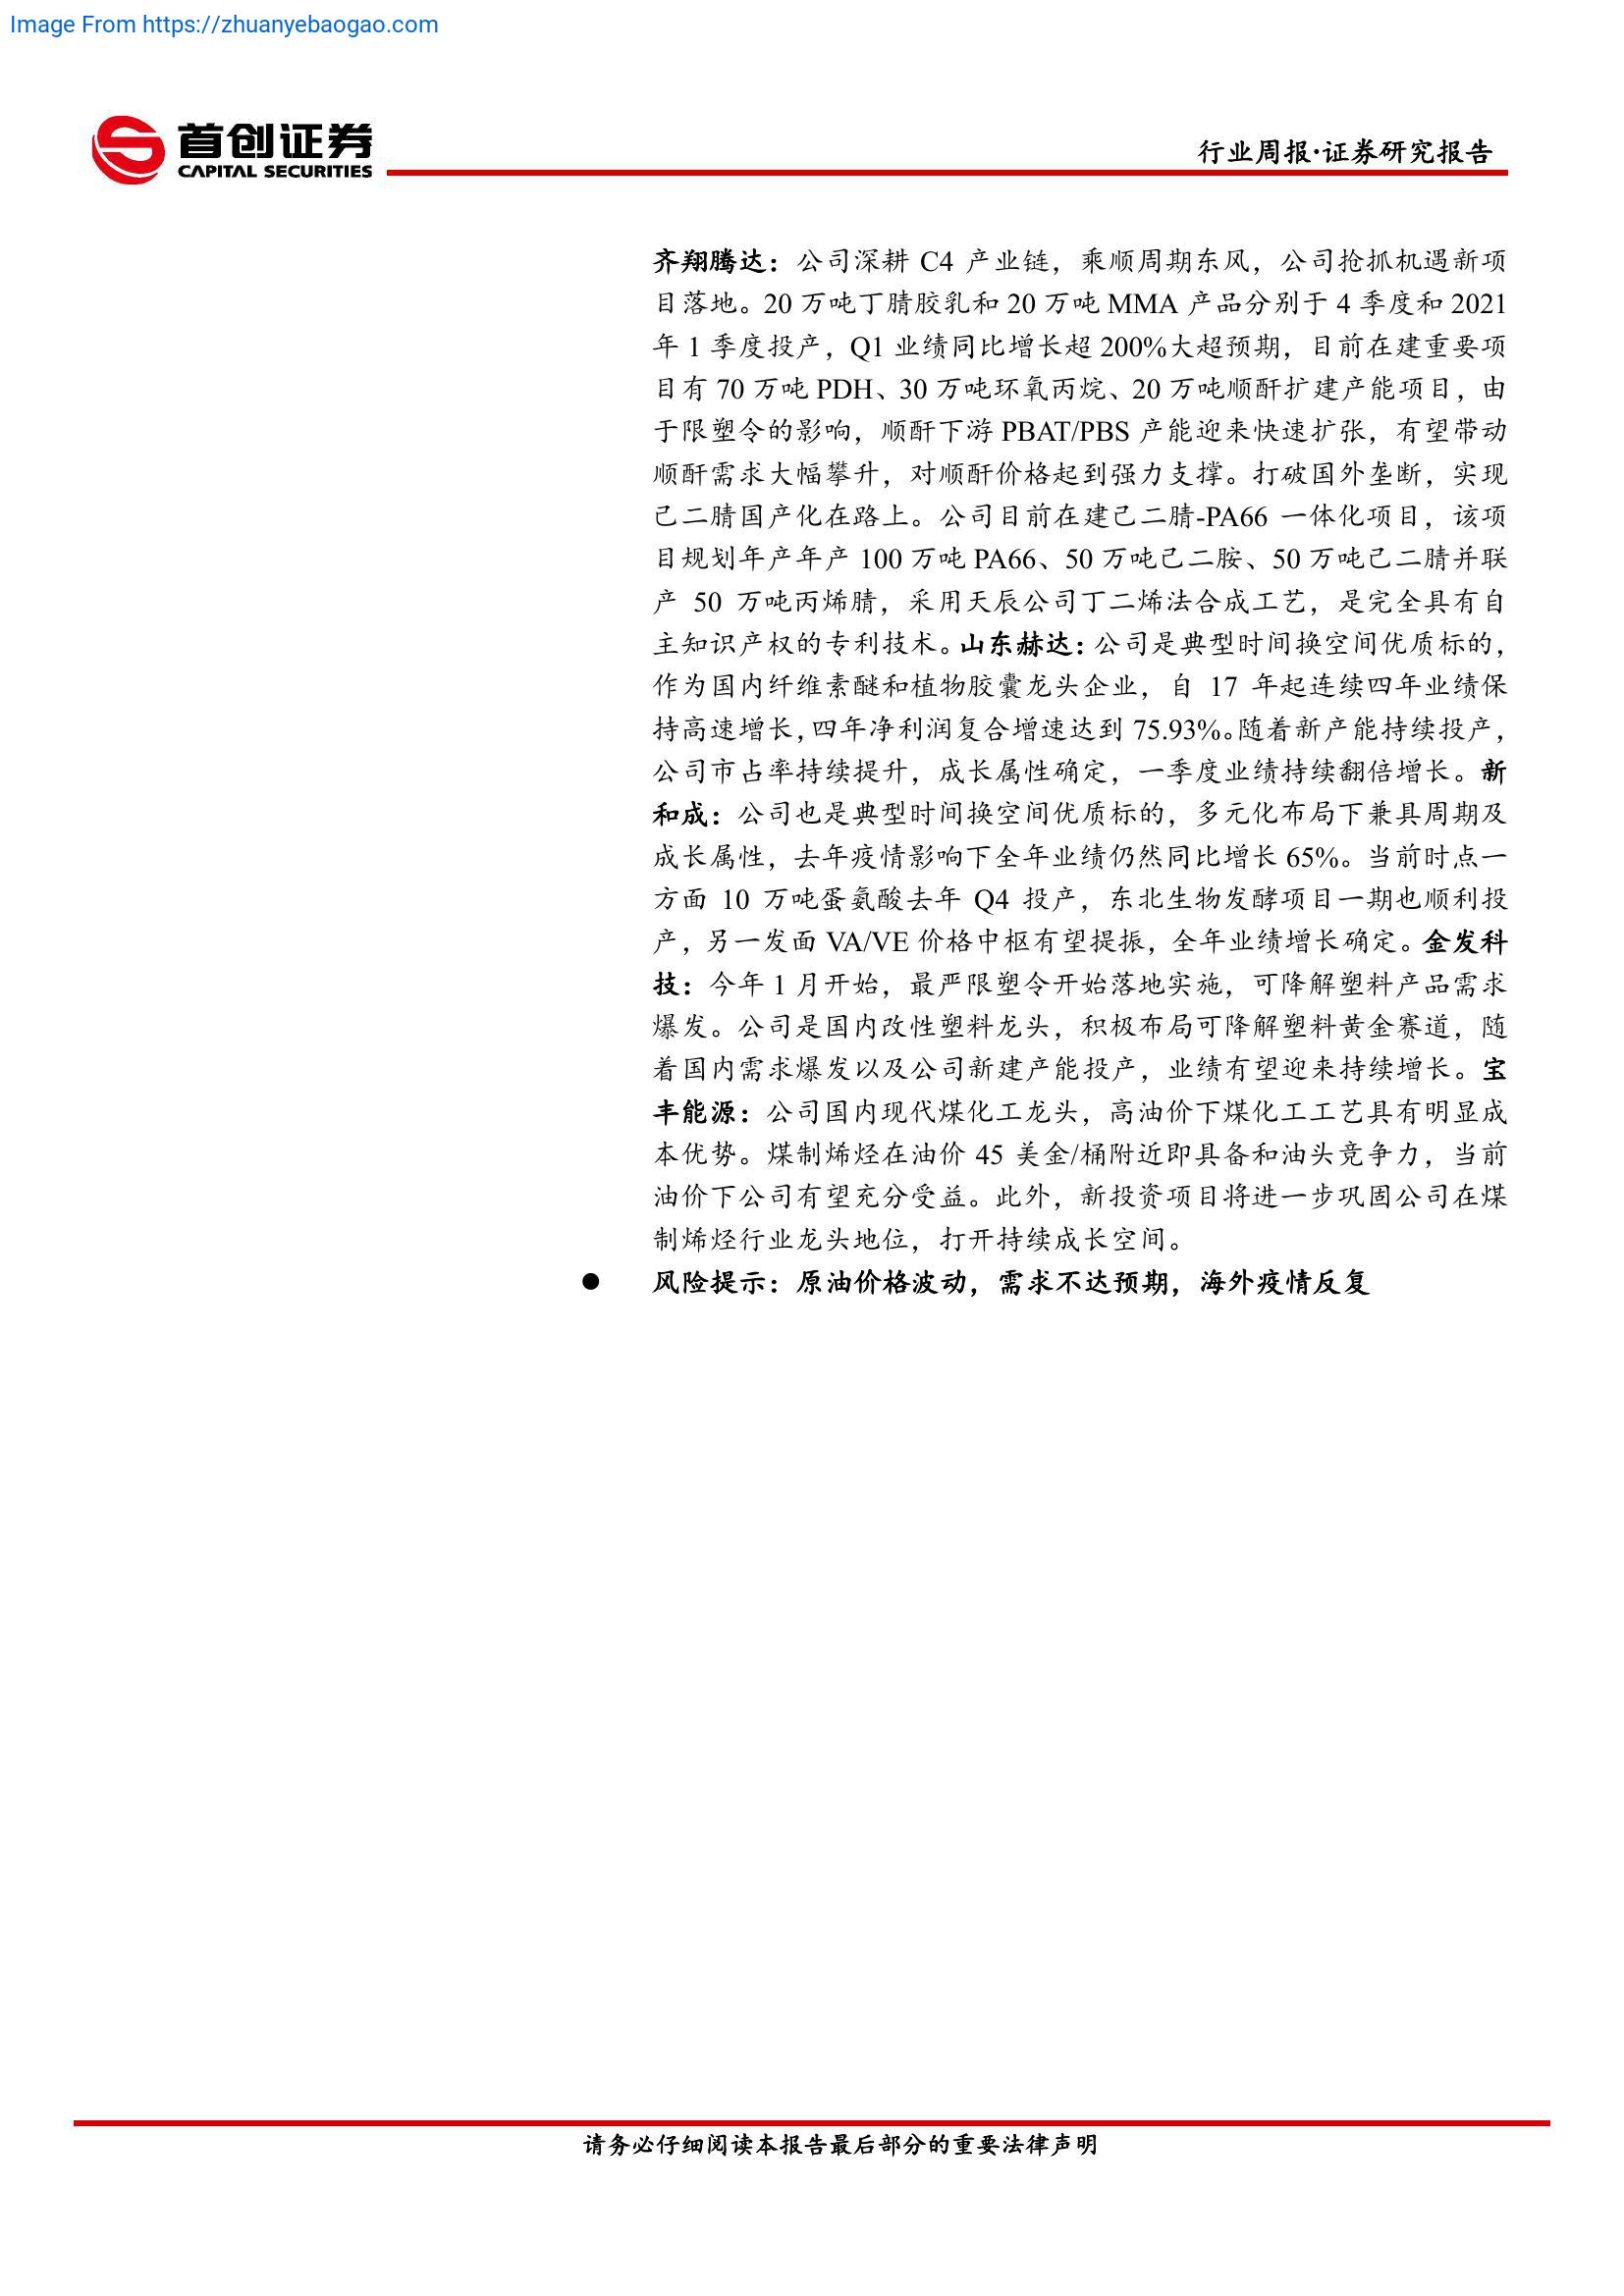 Image From https://zhuanyebaogao.com
首创证券
CAPITAL SECURITIES
行业周报·证券研究报告
齐翔腾达：公司深耕 C4 产业链，乘顺周期东风，公司抢抓机遇新项
目落地。20 万吨丁腈胶乳和 20 万吨 MMA 产品分别于 4 季度和 2021
年 1 季度投产，Q1 业绩同比增长超 200%大超预期，目前在建重要项
目有 70 万吨 PDH、30 万吨环氧丙烷、20 万吨顺酐扩建产能项目，由
于限塑令的影响，顺酐下游 PBAT/PBS 产能迎来快速扩张，有望带动
顺酐需求大幅攀升，对顺酐价格起到强力支撑。打破国外垄断，实现
己二腈国产化在路上。公司目前在建己二腈-PA66 一体化项目，该项
目规划年产年产 100 万吨 PA66、50 万吨己二胺、50 万吨己二腈并联
产 50 万吨丙烯腈，采用天辰公司丁二烯法合成工艺，是完全具有自
主知识产权的专利技术。山东赫达：公司是典型时间换空间优质标的，
作为国内纤维素醚和植物胶囊龙头企业，自 17 年起连续四年业绩保
持高速增长，四年净利润复合增速达到 75.93%。随着新产能持续投产，
公司市占率持续提升，成长属性确定，一季度业绩持续翻倍增长。新
和成：公司也是典型时间换空间优质标的，多元化布局下兼具周期及
成长属性，去年疫情影响下全年业绩仍然同比增长 65%。当前时点一
方面 10 万吨蛋氨酸去年 Q4 投产，东北生物发酵项目一期也顺利投
产，另一发面 VA/VE 价格中枢有望提振，全年业绩增长确定。金发科
技：今年 1 月开始，最严限塑令开始落地实施，可降解塑料产品需求
爆发。公司是国内改性塑料龙头，积极布局可降解塑料黄金赛道，随
着国内需求爆发以及公司新建产能投产，业绩有望迎来持续增长。宝
丰能源：公司国内现代煤化工龙头，高油价下煤化工工艺具有明显成
本优势。煤制烯烃在油价 45 美金/桶附近即具备和油头竞争力，当前
油价下公司有望充分受益。此外，新投资项目将进一步巩固公司在煤
制烯烃行业龙头地位，打开持续成长空间。
● 风险提示：原油价格波动，需求不达预期，海外疫情反复
请务必仔细阅读本报告最后部分的重要法律声明